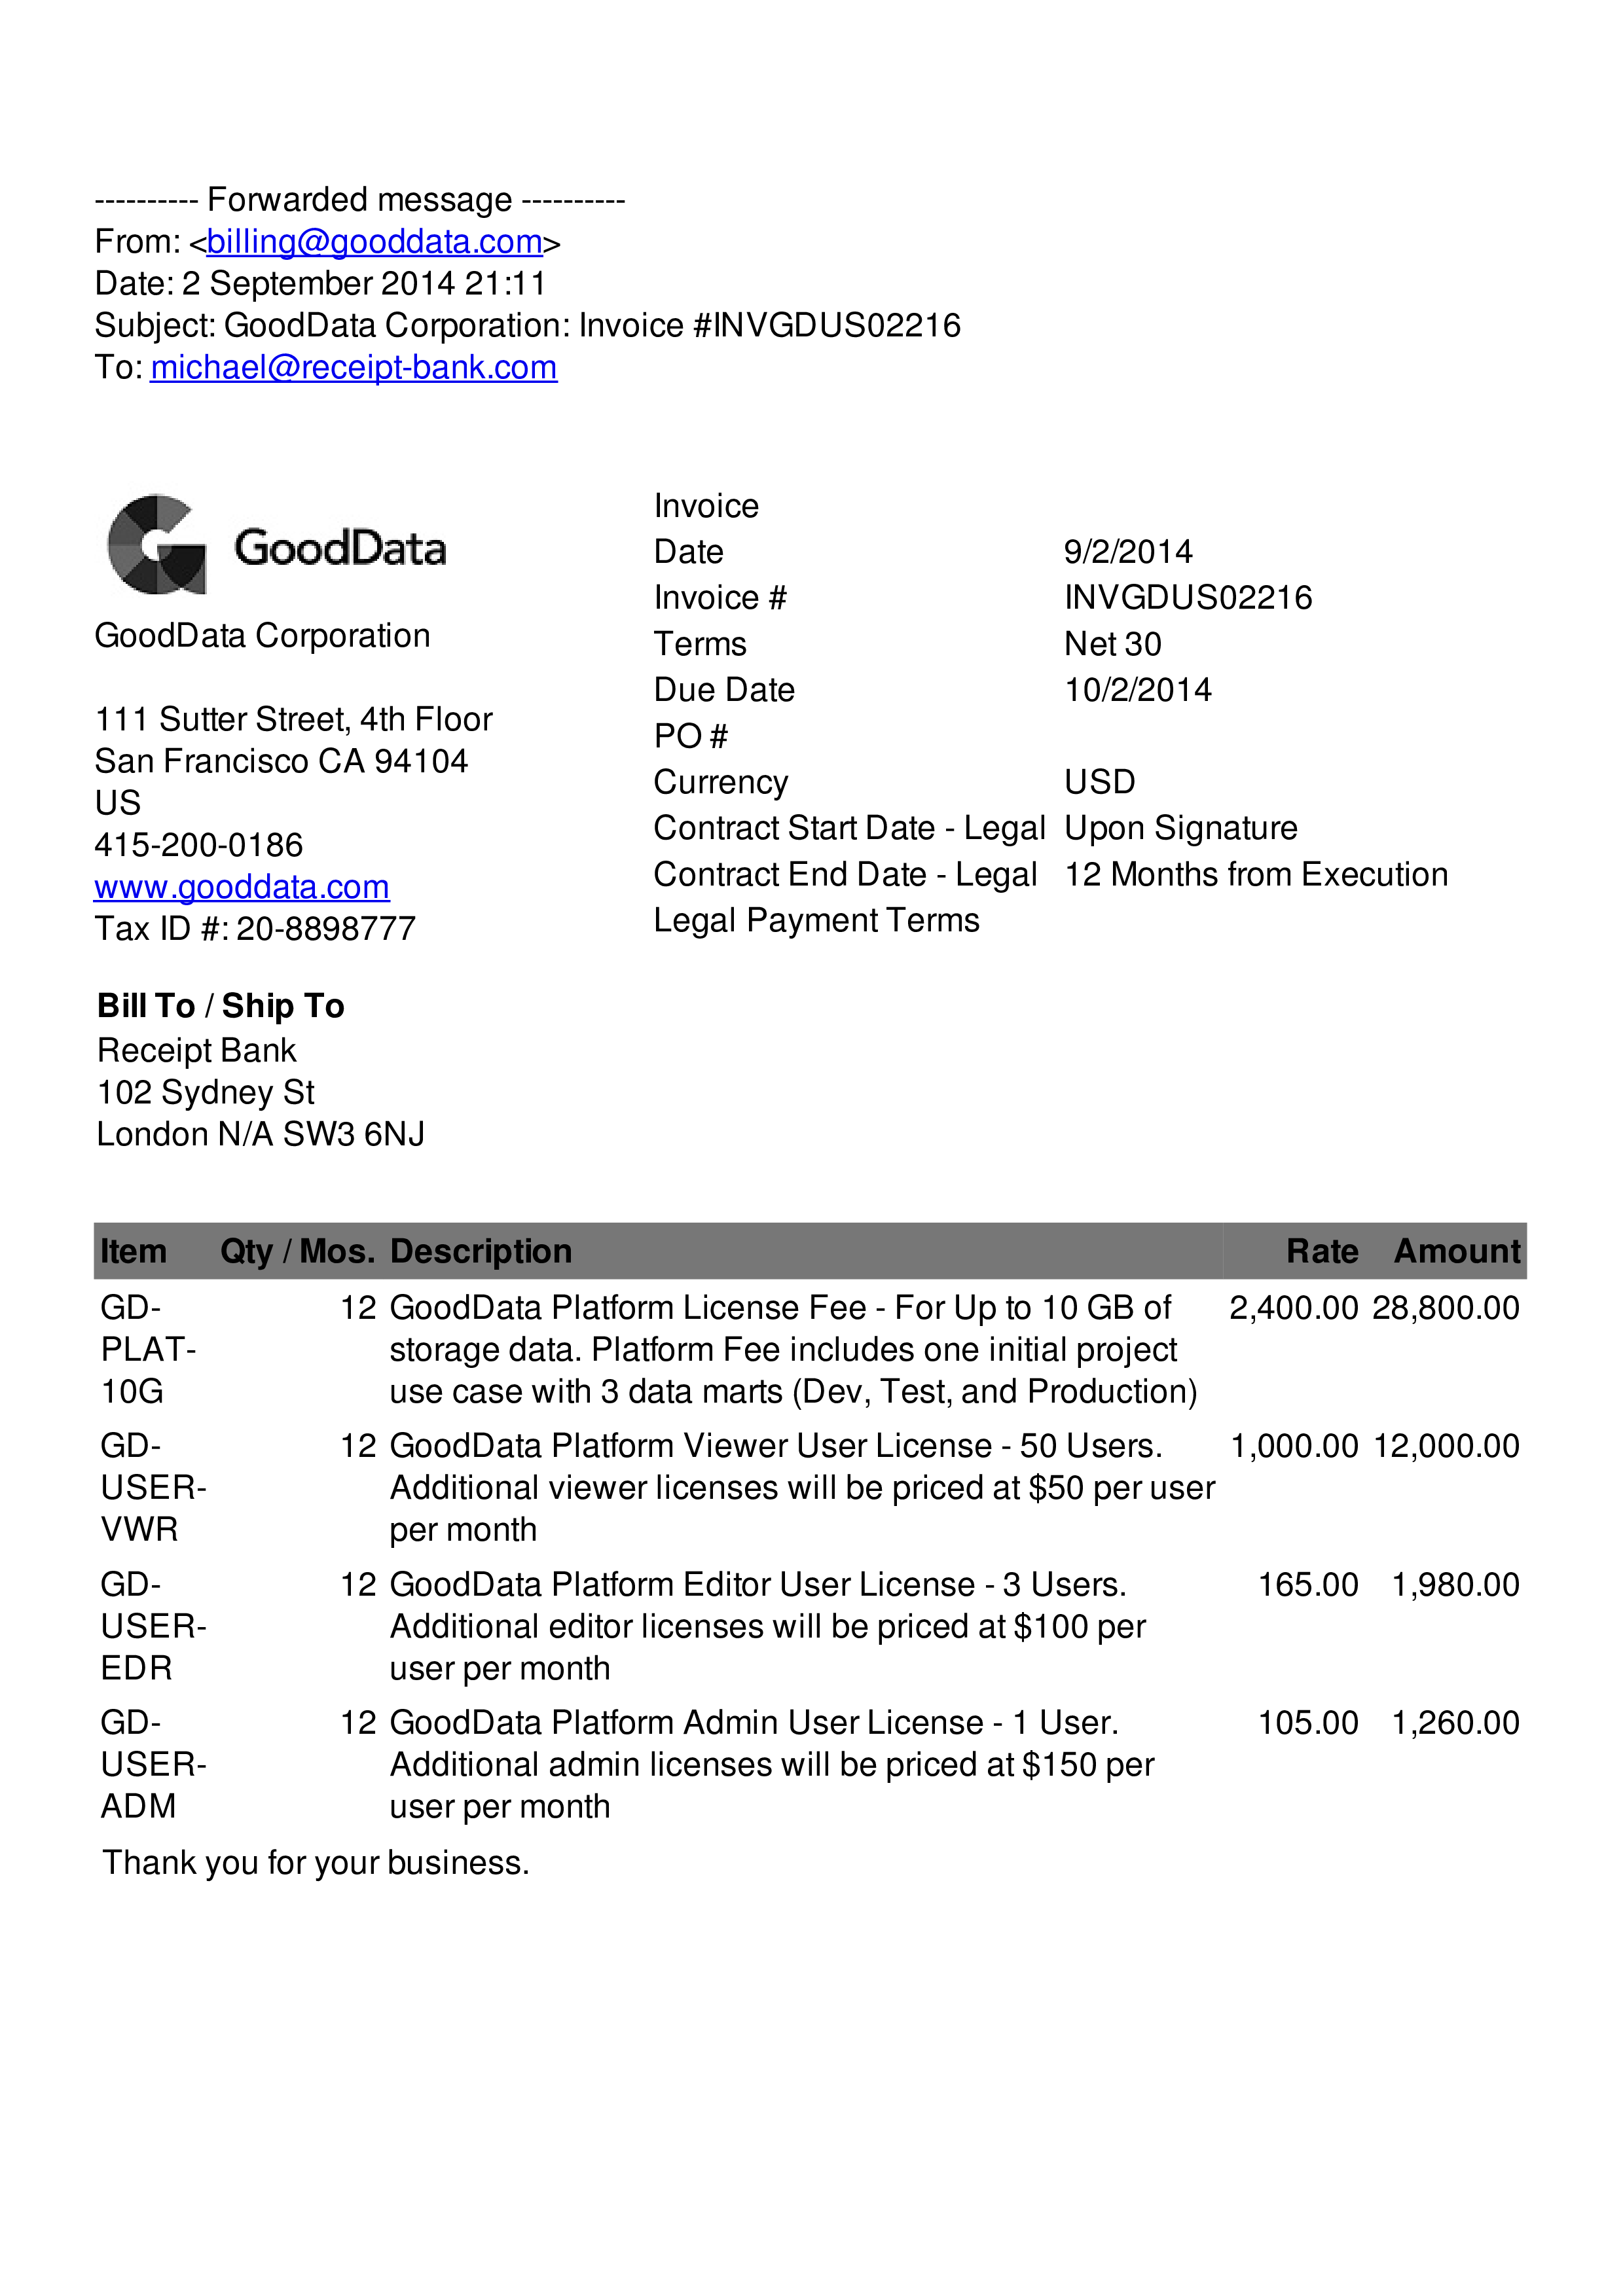 ---------- Forwarded message ----------
From: <billing@gooddata.com>
Date: 2 September 2014 21:11
Subject: GoodData Corporation: Invoice #INVGDUS02216
To: michael@receipt-bank.com
GoodData
GoodData Corporation
111 Sutter Street, 4th Floor
San Francisco CA 94104
US
415-200-0186
www.gooddata.com
Tax ID #: 20-8898777
Invoice
Date 9/2/2014
Invoice # INVGDUS02216
Terms Net 30
Due Date 10/2/2014
PO #
Currency USD
Contract Start Date - Legal Upon Signature
Contract End Date - Legal 12 Months from Execution
Legal Payment Terms
Bill To / Ship To
Receipt Bank
102 Sydney St
London N/A SW3 6NJ
Item Qty / Mos. Description Rate Amount
GD- 12 GoodData Platform License Fee - For Up to 10 GB of 2,400.00 28,800.00
PLAT- storage data. Platform Fee includes one initial project
10G use case with 3 data marts (Dev, Test, and Production)
GD- 12 GoodData Platform Viewer User License - 50 Users. 1,000.00 12,000.00
USER- Additional viewer licenses will be priced at $50 per user
VWR per month
GD- 12 GoodData Platform Editor User License - 3 Users. 165.00 1,980.00
USER- Additional editor licenses will be priced at $100 per
EDR user per month
GD- 12 GoodData Platform Admin User License - 1 User. 105.00 1,260.00
USER- Additional admin licenses will be priced at $150 per
ADM user per month
Thank you for your business.